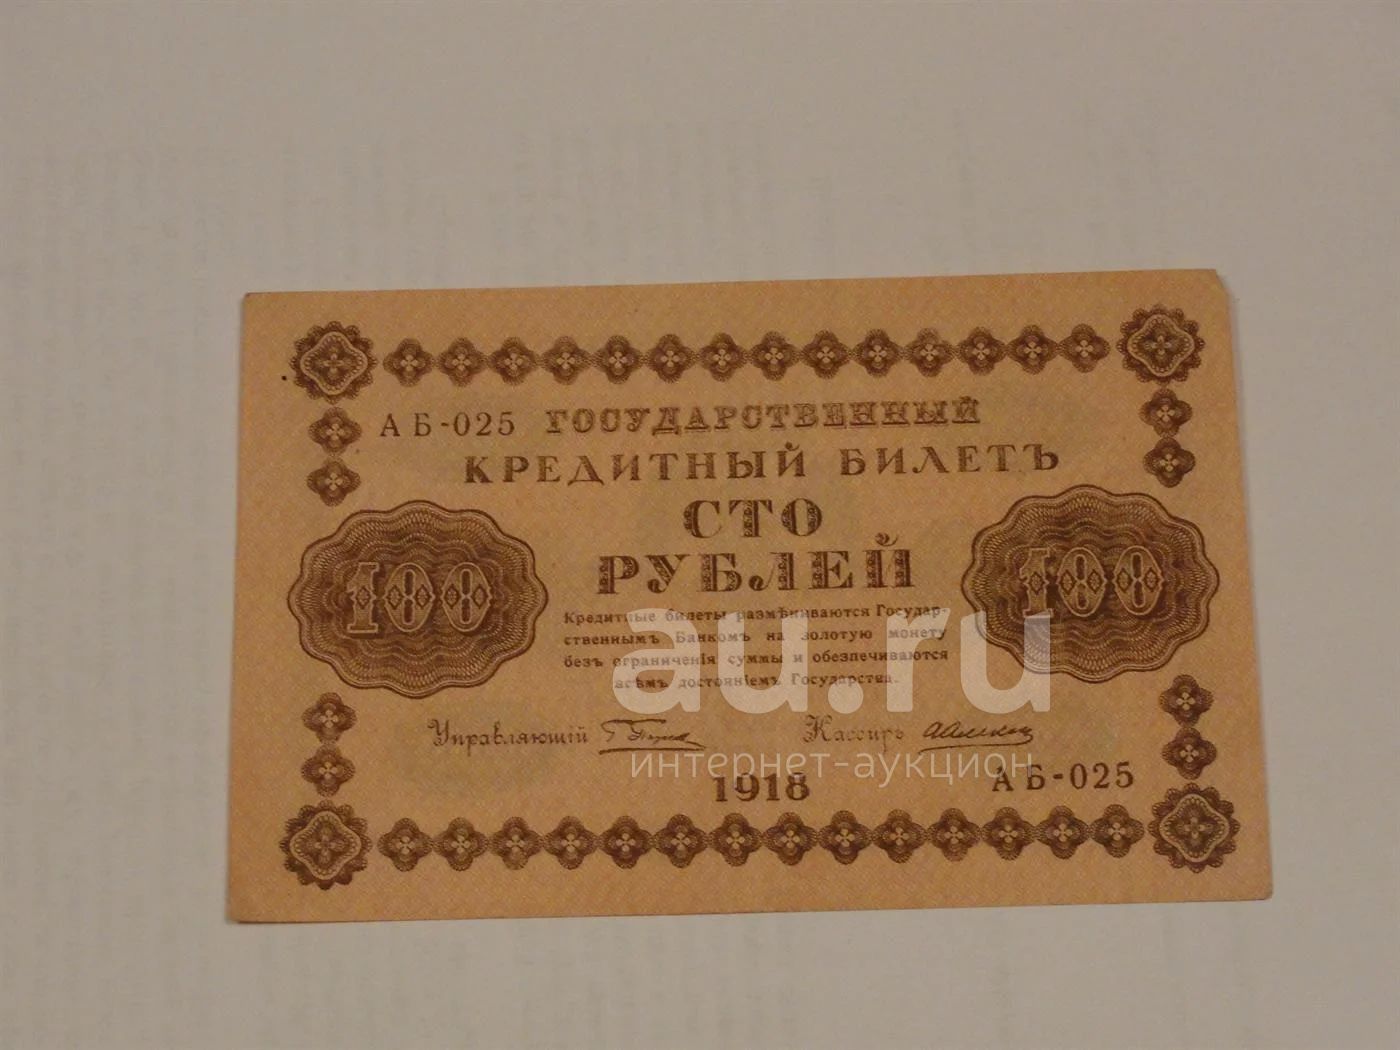 АБ-025 ГОСУДАРСТВЕННЫЙ
КРЕДИТНЫЙ БИЛЕТЪ
СТО
РУБЛЕЙ
100
100
Кредитные билеты размѣниваются Государ-
ственнымъ Банкомъ на золотую монету
безъ ограниченія суммы и обезпечиваются
всѣмъ достояніемъ Государства.
Управляющій
Кассиръ
1918
АБ-025
au.ru
интернет-аукцион